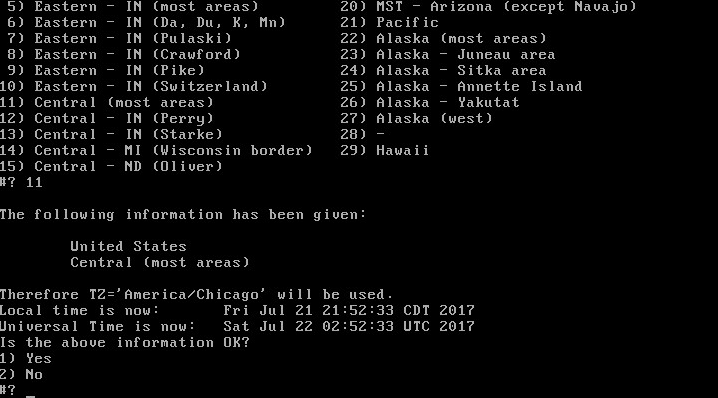 5) Eastern - IN (most areas)          20) MST - Arizona (except Navajo)
 6) Eastern - IN (Da, Du, K, Mn)       21) Pacific
 7) Eastern - IN (Pulaski)             22) Alaska (most areas)
 8) Eastern - IN (Crawford)            23) Alaska - Juneau area
 9) Eastern - IN (Pike)                24) Alaska - Sitka area
10) Eastern - IN (Switzerland)         25) Alaska - Annette Island
11) Central (most areas)               26) Alaska - Yakutat
12) Central - IN (Perry)               27) Alaska (west)
13) Central - IN (Starke)              28) -
14) Central - MI (Wisconsin border)    29) Hawaii
15) Central - ND (Oliver)
#? 11
The following information has been given:
        United States
        Central (most areas)
Therefore TZ='America/Chicago' will be used.
Local time is now:       Fri Jul 21 21:52:33 CDT 2017
Universal Time is now:   Sat Jul 22 02:52:33 UTC 2017
Is the above information OK?
1) Yes
2) No
#? _